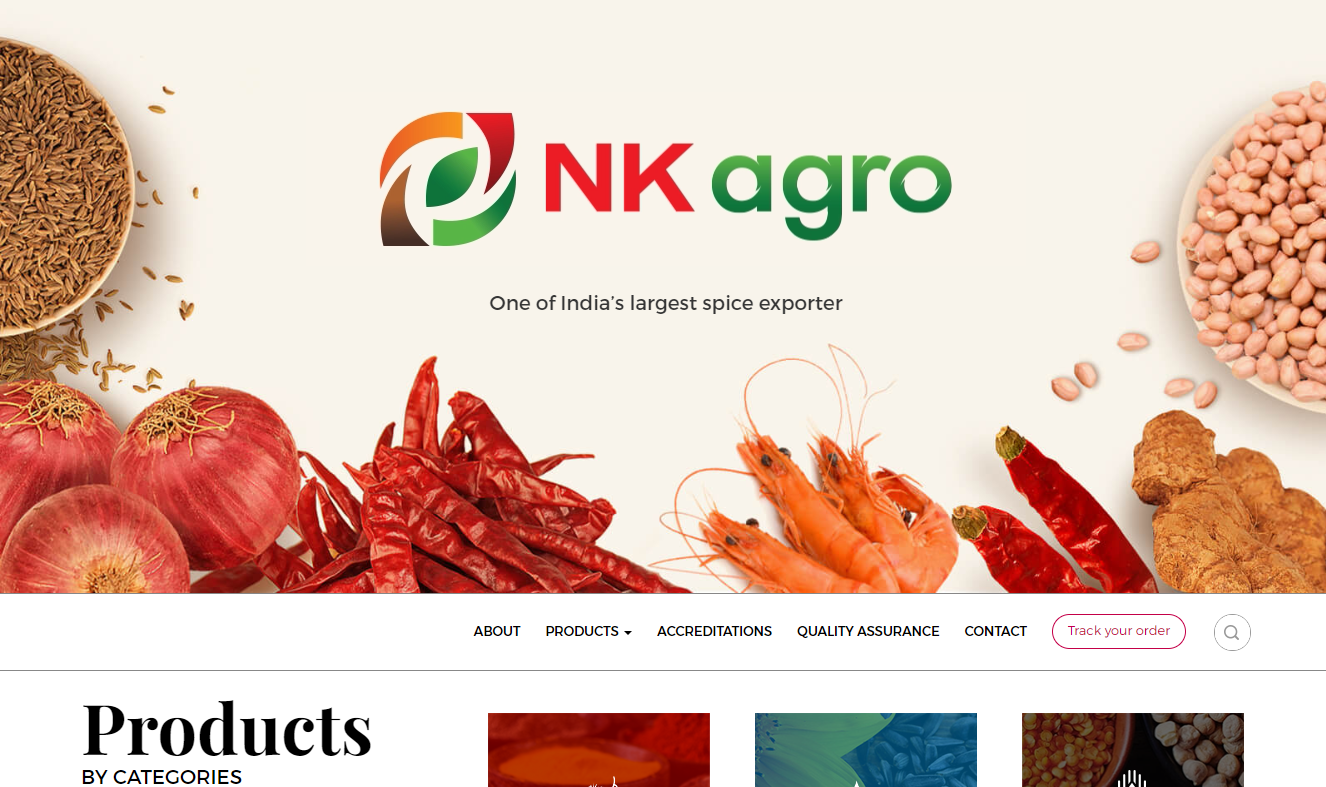 NK agro
One of India's largest spice exporter
ABOUT PRODUCTS ACCREDITATIONS QUALITY ASSURANCE CONTACT Track your order
Products
BY CATEGORIES